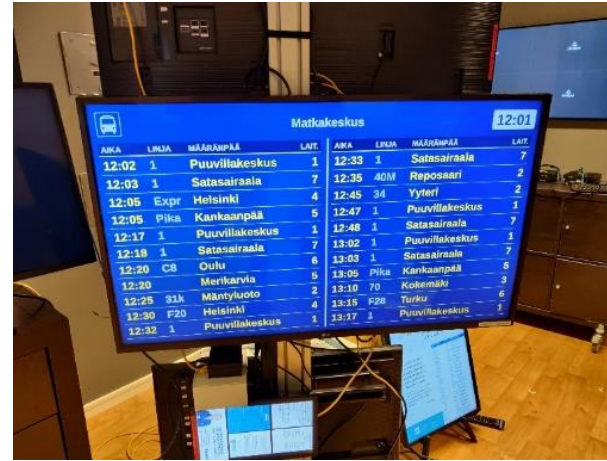 Matkakeskus
12:01
AIKA LINJA MÄÄRÄNPÄÄ LAIT.
12:02 1 Puuvillakeskus 1
12:03 1 Satasairaala 7
12:05 Expr Helsinki 4
12:05 Pika Kankaanpää 5
12:17 1 Puuvillakeskus 1
12:18 1 Satasairaala 7
12:20 C8 Oulu 6
12:20 Merikarvia 5
12:25 31k Mäntyluoto 2
12:30 F20 Helsinki 4
12:32 1 Puuvillakeskus 1
AIKA LINJA MÄÄRÄNPÄÄ LAIT.
12:33 1 Satasairaala 7
12:35 40M Reposaari 2
12:45 34 Yyteri 2
12:47 1 Puuvillakeskus 1
12:48 1 Satasairaala 7
13:02 1 Puuvillakeskus 1
13:03 1 Satasairaala 7
13:05 Pika Kankaanpää 5
13:10 70 Kokemäki 3
13:15 F28 Turku 6
13:17 1 Puuvillakeskus 1